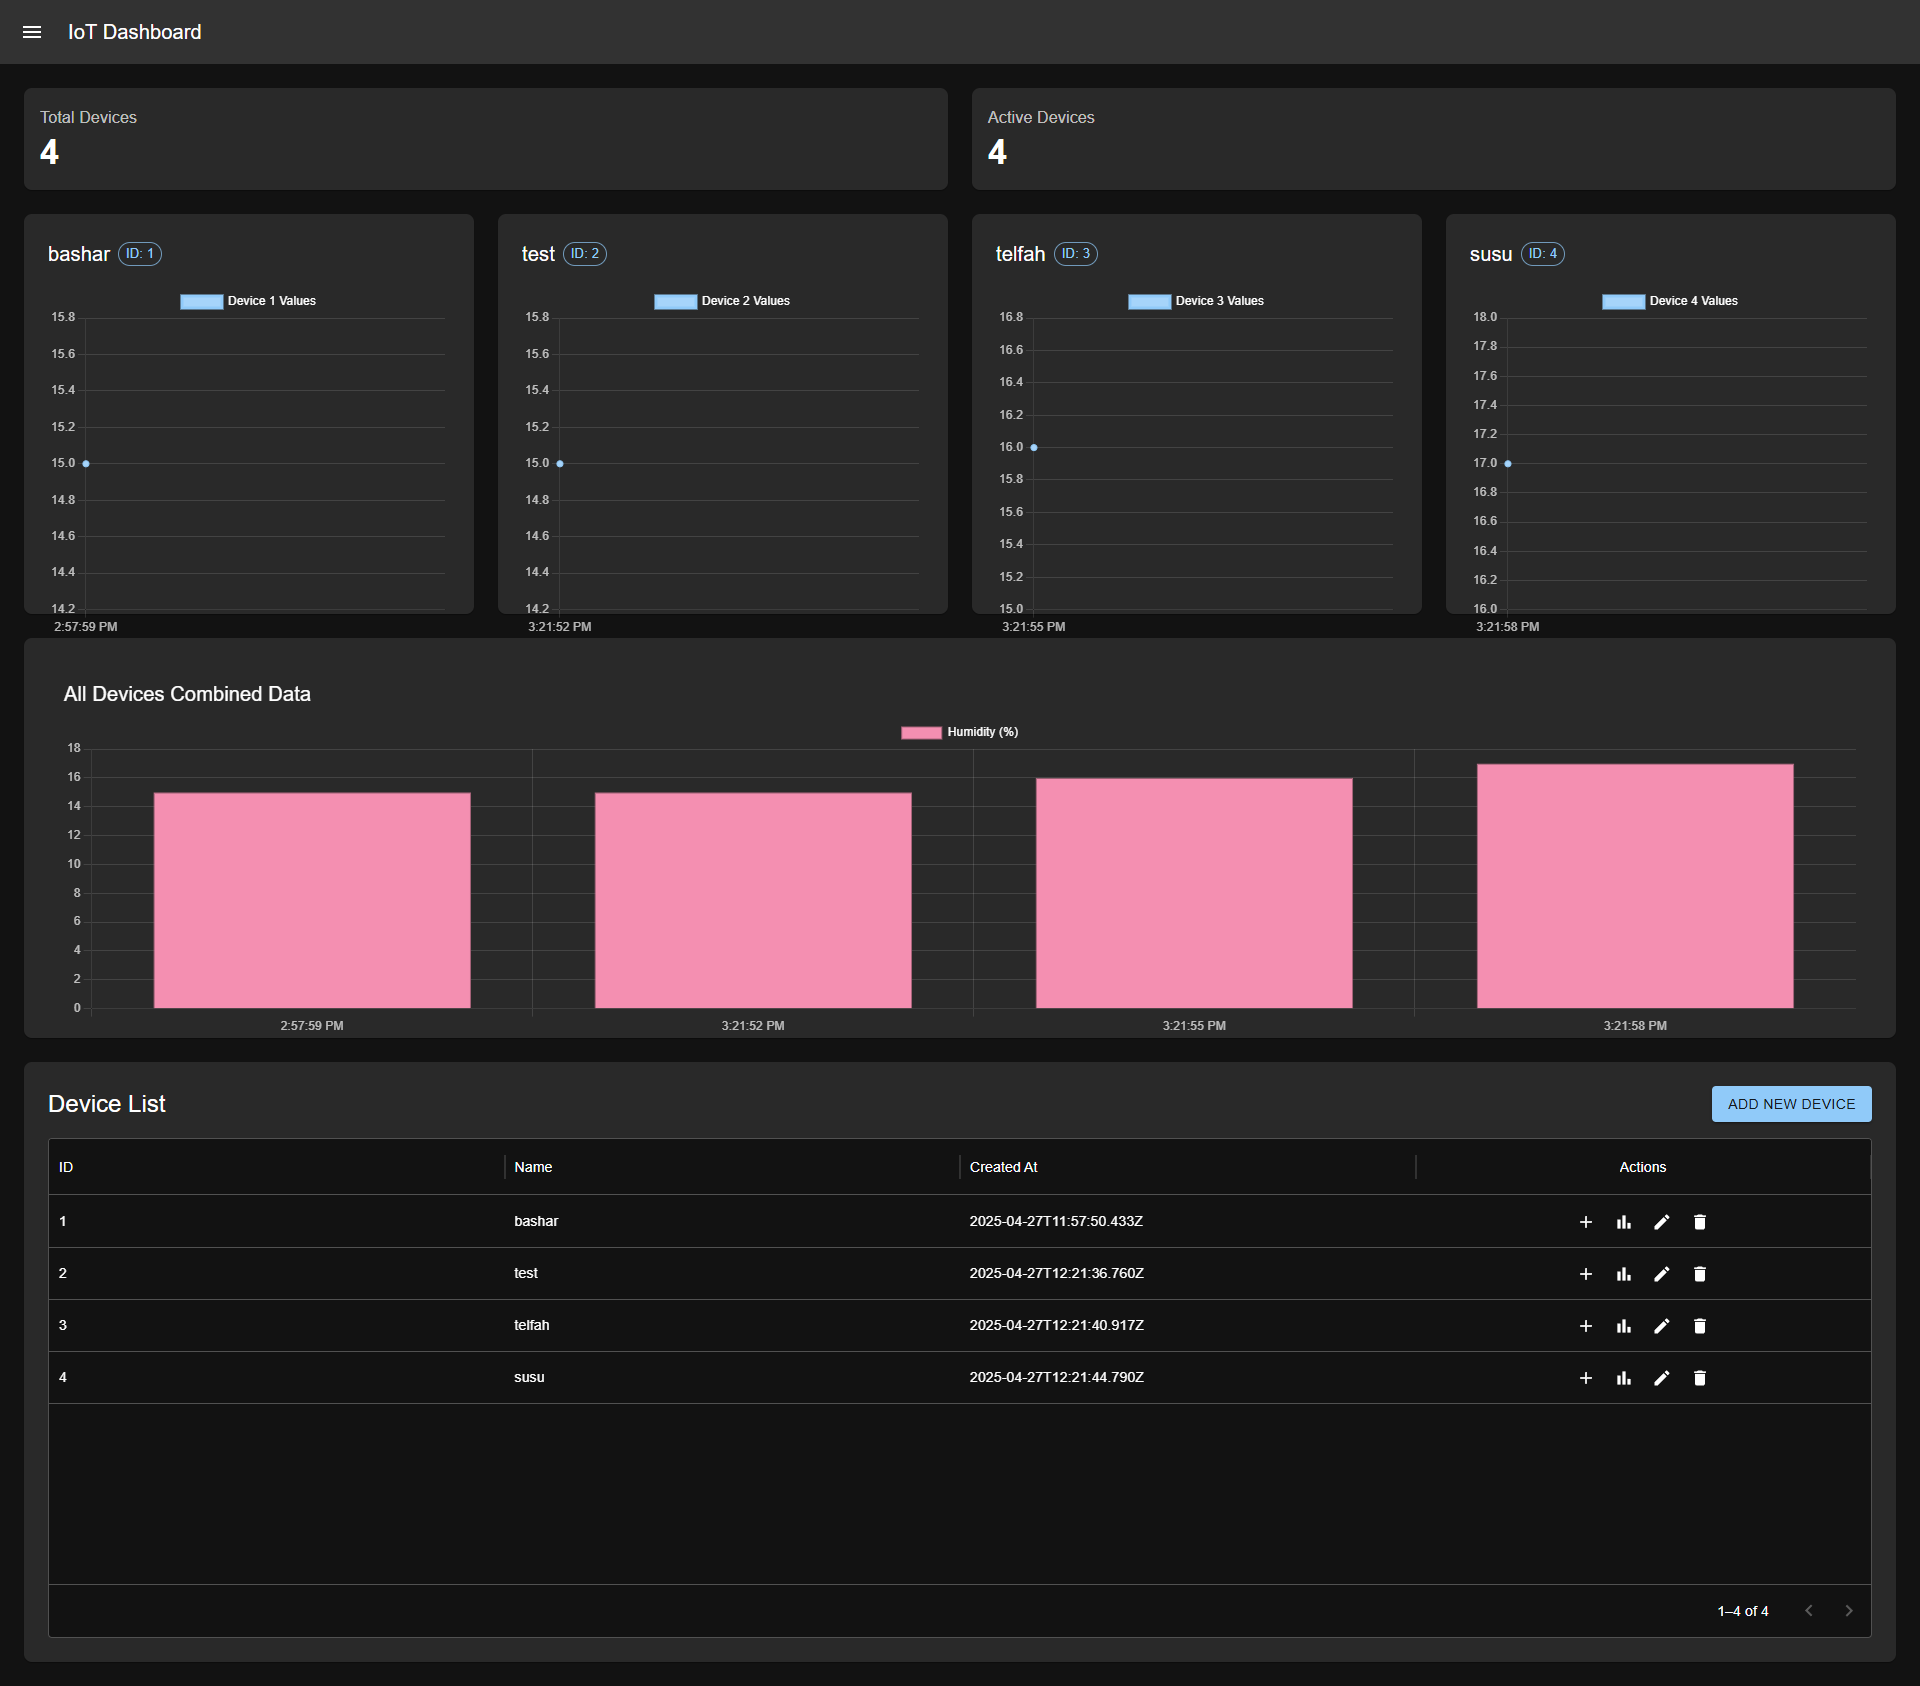 IoT Dashboard
Total Devices
4
Active Devices
4
bashar ID: 1
Device 1 Values
15.8
15.6
15.4
15.2
15.0
14.8
14.6
14.4
14.2
2:57:59 PM
test ID: 2
Device 2 Values
15.8
15.6
15.4
15.2
15.0
14.8
14.6
14.4
14.2
3:21:52 PM
telfah ID: 3
Device 3 Values
16.8
16.6
16.4
16.2
16.0
15.8
15.6
15.4
15.2
15.0
3:21:55 PM
susu ID: 4
Device 4 Values
18.0
17.8
17.6
17.4
17.2
17.0
16.8
16.6
16.4
16.2
16.0
3:21:58 PM
All Devices Combined Data
Humidity (%)
18
16
14
12
10
8
6
4
2
0
2:57:59 PM 3:21:52 PM 3:21:55 PM 3:21:58 PM
Device List
ADD NEW DEVICE
ID Name Created At Actions
1 bashar 2025-04-27T11:57:50.433Z
2 test 2025-04-27T12:21:36.760Z
3 telfah 2025-04-27T12:21:40.917Z
4 susu 2025-04-27T12:21:44.790Z
1–4 of 4